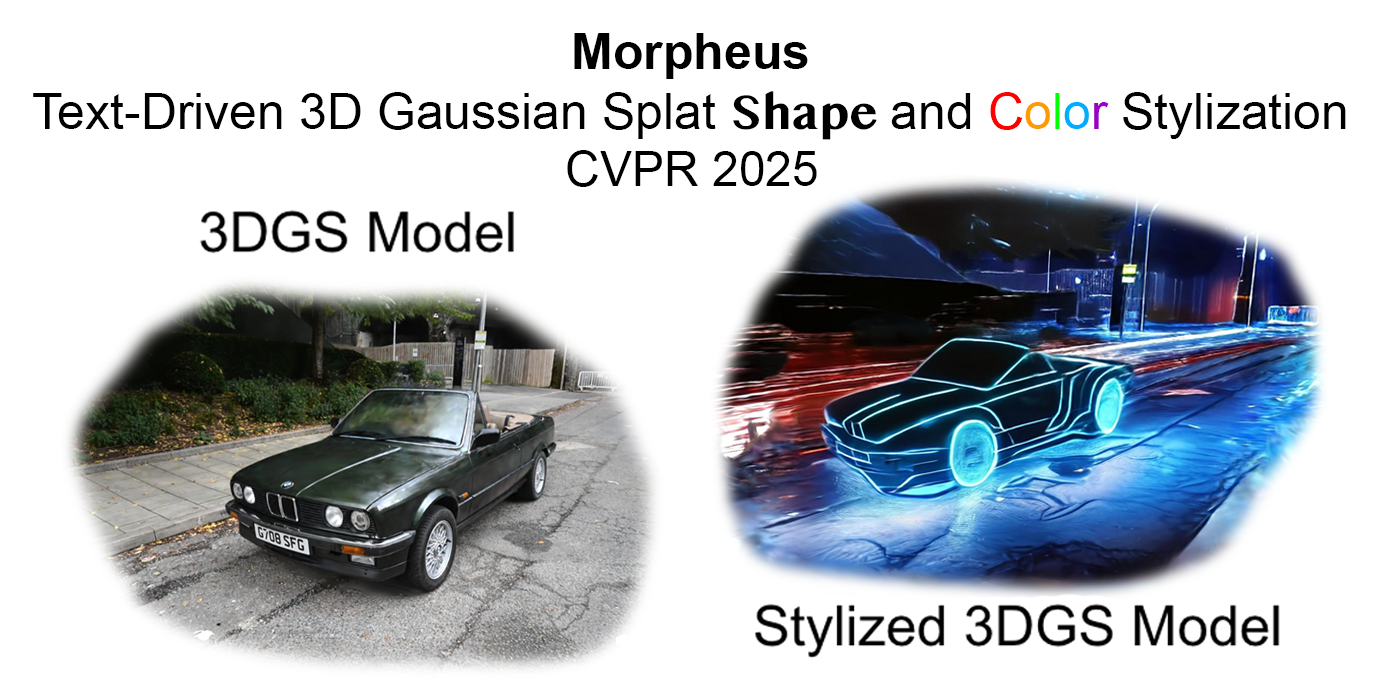 Morpheus
Text-Driven 3D Gaussian Splat Shape and Color Stylization
CVPR 2025
3DGS Model
G708 SFG
Stylized 3DGS Model